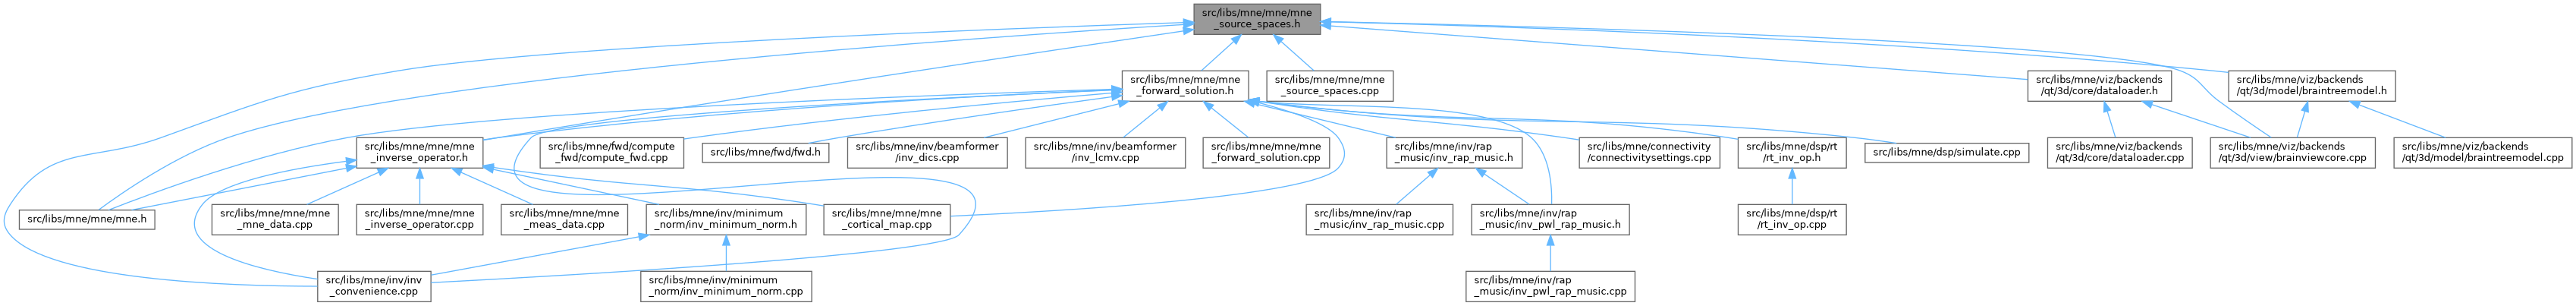 src/libs/mne/mne/mne
_source_spaces.h
src/libs/mne/mne/mne
_forward_solution.h
src/libs/mne/mne/mne
_source_spaces.cpp
src/libs/mne/viz/backends
/qt/3d/core/dataloader.h
src/libs/mne/viz/backends
/qt/3d/model/braintreemodel.h
src/libs/mne/mne/mne
_inverse_operator.h
src/libs/mne/fwd/compute
_fwd/compute_fwd.cpp
src/libs/mne/fwd/fwd.h
src/libs/mne/inv/beamformer
/inv_dics.cpp
src/libs/mne/inv/beamformer
/inv_lcmv.cpp
src/libs/mne/mne/mne
_forward_solution.cpp
src/libs/mne/inv/rap
_music/inv_rap_music.h
src/libs/mne/connectivity
/connectivitysettings.cpp
src/libs/mne/dsp/rt
/rt_inv_op.h
src/libs/mne/dsp/simulate.cpp
src/libs/mne/viz/backends
/qt/3d/core/dataloader.cpp
src/libs/mne/viz/backends
/qt/3d/view/brainviewcore.cpp
src/libs/mne/viz/backends
/qt/3d/model/braintreemodel.cpp
src/libs/mne/mne/mne.h
src/libs/mne/mne/mne
_mne_data.cpp
src/libs/mne/mne/mne
_inverse_operator.cpp
src/libs/mne/mne/mne
_meas_data.cpp
src/libs/mne/inv/minimum
_norm/inv_minimum_norm.h
src/libs/mne/mne/mne
_cortical_map.cpp
src/libs/mne/inv/rap
_music/inv_rap_music.cpp
src/libs/mne/inv/rap
_music/inv_pwl_rap_music.h
src/libs/mne/dsp/rt
/rt_inv_op.cpp
src/libs/mne/inv/inv
_convenience.cpp
src/libs/mne/inv/minimum
_norm/inv_minimum_norm.cpp
src/libs/mne/inv/rap
_music/inv_pwl_rap_music.cpp